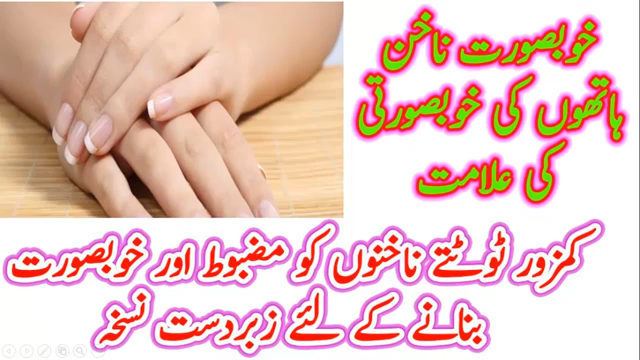 خوبصورت ناخن
ہاتھوں کی خوبصورتی
کی علامت
کمزور ٹوٹتے ناخنوں کو مضبوط اور خوبصورت
بنانے کے لئے زبردست نسخہ